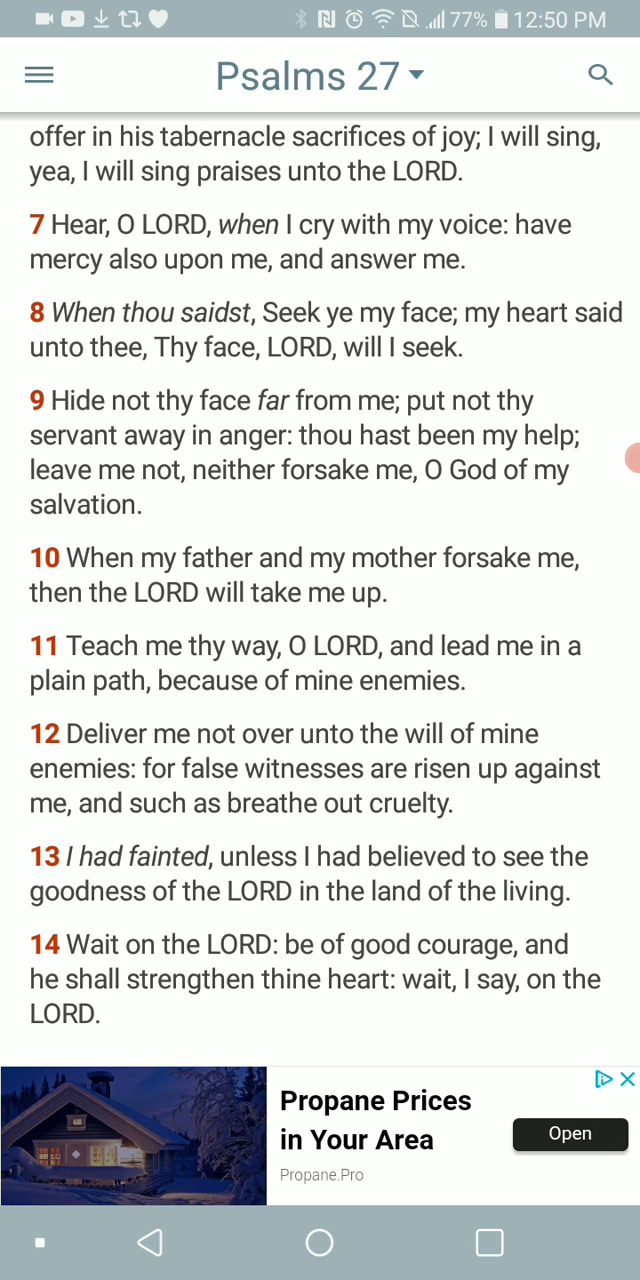 77% 12:50 PM
Psalms 27
offer in his tabernacle sacrifices of joy; I will sing,
yea, I will sing praises unto the LORD.
7 Hear, O LORD, when I cry with my voice: have
mercy also upon me, and answer me.
8 When thou saidst, Seek ye my face; my heart said
unto thee, Thy face, LORD, will I seek.
9 Hide not thy face far from me; put not thy
servant away in anger: thou hast been my help;
leave me not, neither forsake me, O God of my
salvation.
10 When my father and my mother forsake me,
then the LORD will take me up.
11 Teach me thy way, O LORD, and lead me in a
plain path, because of mine enemies.
12 Deliver me not over unto the will of mine
enemies: for false witnesses are risen up against
me, and such as breathe out cruelty.
13 I had fainted, unless I had believed to see the
goodness of the LORD in the land of the living.
14 Wait on the LORD: be of good courage, and
he shall strengthen thine heart: wait, I say, on the
LORD.
Propane Prices
in Your Area
Open
Propane.Pro